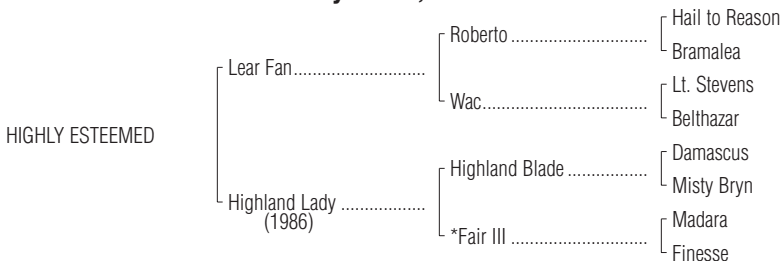 Hail to Reason
Roberto ............................
Bramalea
Lear Fan...........................
Lt. Stevens
Wac..................................
Belthazar
HIGHLY ESTEEMED
Damascus
Highland Blade ................
Misty Bryn
Highland Lady .................
(1986)
Madara
*Fair III ............................
Finesse